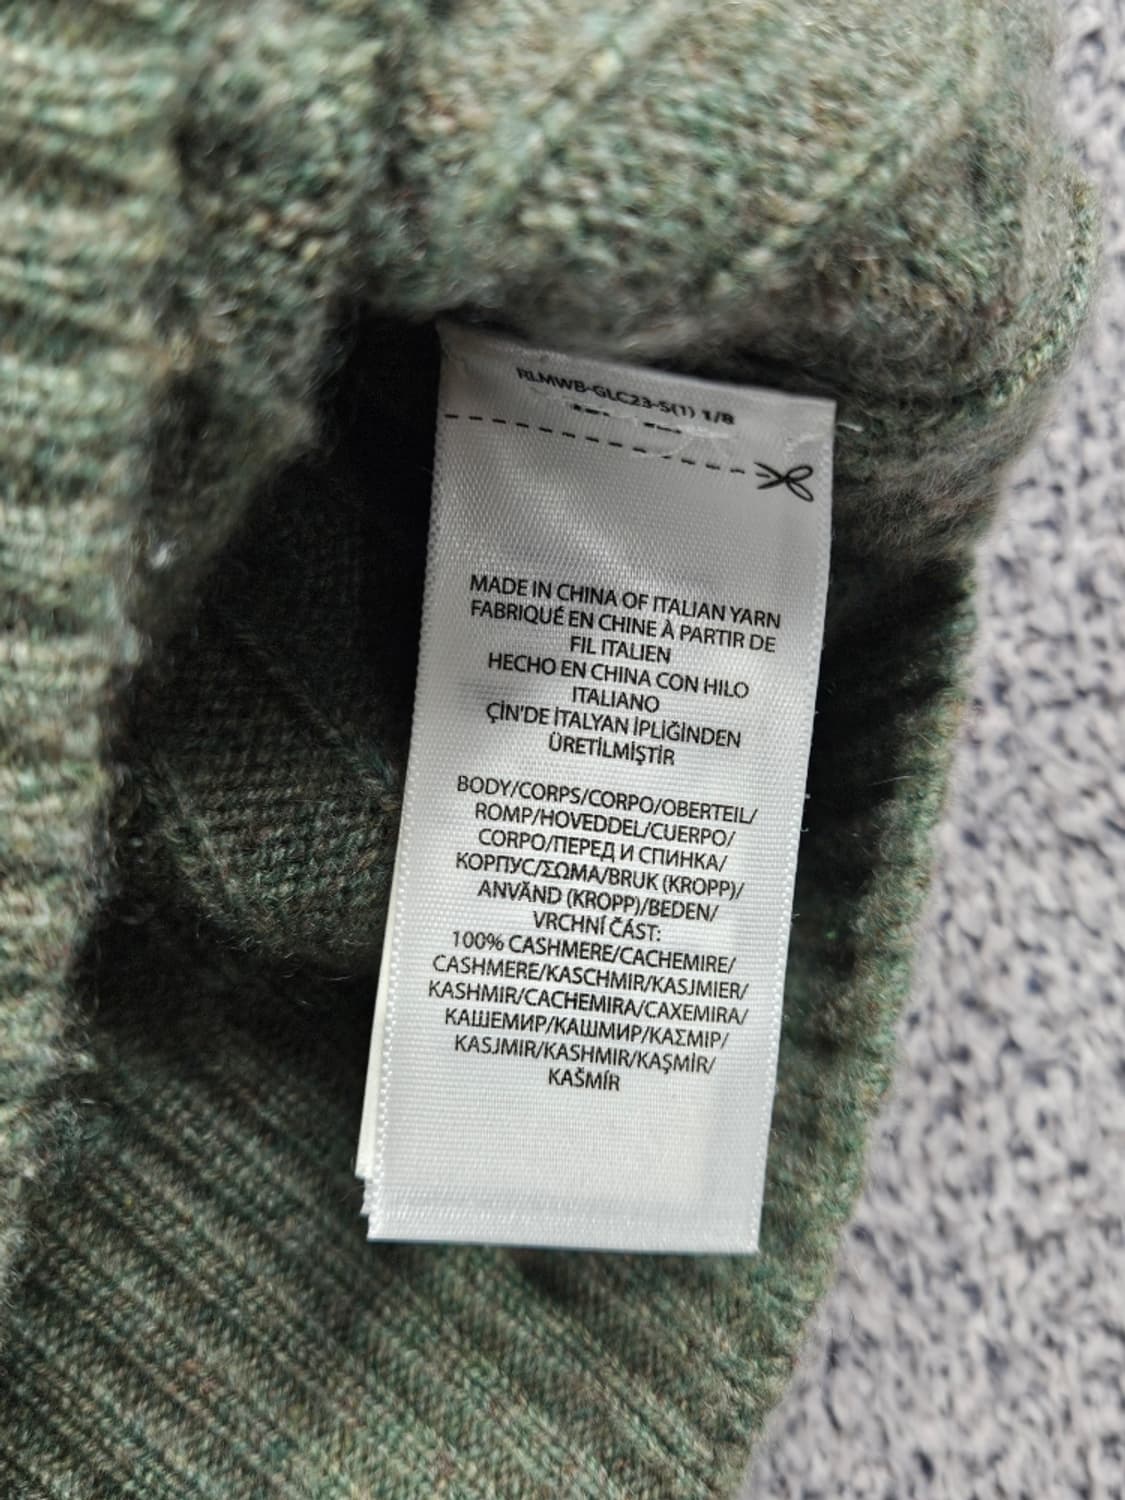 RLMWB-GLC23-S(1) 1/8
MADE IN CHINA OF ITALIAN YARN
FABRIQUÉ EN CHINE À PARTIR DE
FIL ITALIEN
HECHO EN CHINA CON HILO
ITALIANO
ÇİN'DE İTALYAN İPLİĞİNDEN
ÜRETİLMİŞTİR
BODY/CORPS/CORPO/OBERTEIL/
ROMP/HOVEDDEL/CUERPO/
CORPO/ПЕРЕД И СПИНКА/
КОРПУС/ΣΩΜΑ/BRUK (KROPP)/
ANVÄND (KROPP)/BEDEN/
VRCHNÍ ČÁST:
100% CASHMERE/CACHEMIRE/
CASHMERE/KASCHMIR/KASJMIER/
KASHMIR/CACHEMIRA/CAXEMIRA/
КАШЕМИР/КАШМИР/ΚΑΣΜΙΡ/
KASJMIR/KASHMIR/KAŞMİR/
KAŠMÍR